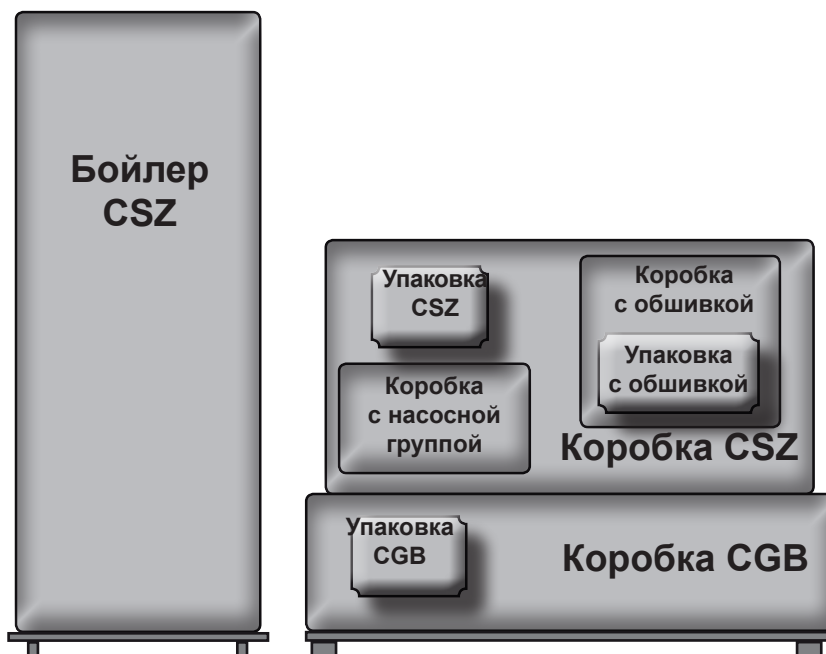 Бойлер
CSZ
Упаковка
CSZ
Коробка
с обшивкой
Упаковка
с обшивкой
Коробка
с насосной
группой
Коробка CSZ
Упаковка
CGB
Коробка CGB